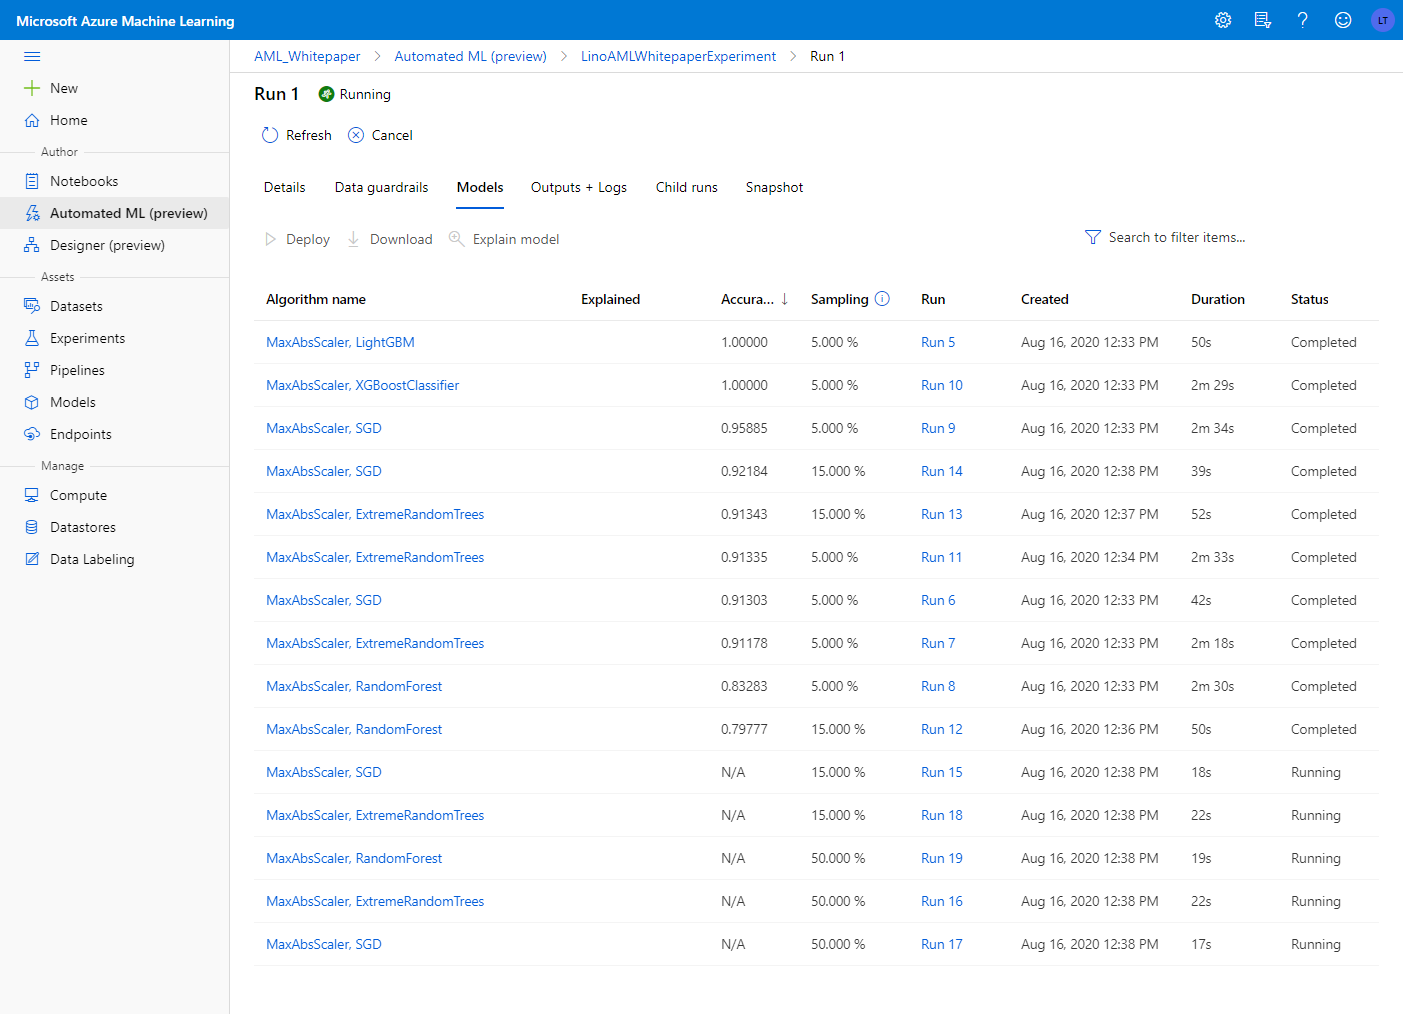 Microsoft Azure Machine Learning
LT
AML_Whitepaper > Automated ML (preview) > LinoAMLWhitepaperExperiment > Run 1
New
Home
Author
Notebooks
Automated ML (preview)
Designer (preview)
Assets
Datasets
Experiments
Pipelines
Models
Endpoints
Manage
Compute
Datastores
Data Labeling
Run 1 Running
Refresh Cancel
Details Data guardrails Models Outputs + Logs Child runs Snapshot
Deploy Download Explain model Search to filter items...
Algorithm name Explained Accura... ↓ Sampling Run Created Duration Status
MaxAbsScaler, LightGBM 1.00000 5.000 % Run 5 Aug 16, 2020 12:33 PM 50s Completed
MaxAbsScaler, XGBoostClassifier 1.00000 5.000 % Run 10 Aug 16, 2020 12:33 PM 2m 29s Completed
MaxAbsScaler, SGD 0.95885 5.000 % Run 9 Aug 16, 2020 12:33 PM 2m 34s Completed
MaxAbsScaler, SGD 0.92184 15.000 % Run 14 Aug 16, 2020 12:38 PM 39s Completed
MaxAbsScaler, ExtremeRandomTrees 0.91343 15.000 % Run 13 Aug 16, 2020 12:37 PM 52s Completed
MaxAbsScaler, ExtremeRandomTrees 0.91335 5.000 % Run 11 Aug 16, 2020 12:34 PM 2m 33s Completed
MaxAbsScaler, SGD 0.91303 5.000 % Run 6 Aug 16, 2020 12:33 PM 42s Completed
MaxAbsScaler, ExtremeRandomTrees 0.91178 5.000 % Run 7 Aug 16, 2020 12:33 PM 2m 18s Completed
MaxAbsScaler, RandomForest 0.83283 5.000 % Run 8 Aug 16, 2020 12:33 PM 2m 30s Completed
MaxAbsScaler, RandomForest 0.79777 15.000 % Run 12 Aug 16, 2020 12:36 PM 50s Completed
MaxAbsScaler, SGD N/A 15.000 % Run 15 Aug 16, 2020 12:38 PM 18s Running
MaxAbsScaler, ExtremeRandomTrees N/A 15.000 % Run 18 Aug 16, 2020 12:38 PM 22s Running
MaxAbsScaler, RandomForest N/A 50.000 % Run 19 Aug 16, 2020 12:38 PM 19s Running
MaxAbsScaler, ExtremeRandomTrees N/A 50.000 % Run 16 Aug 16, 2020 12:38 PM 22s Running
MaxAbsScaler, SGD N/A 50.000 % Run 17 Aug 16, 2020 12:38 PM 17s Running